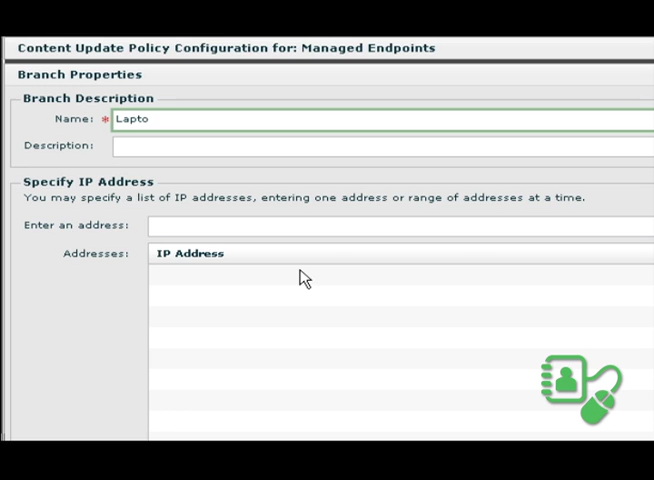 Content Update Policy Configuration for: Managed Endpoints
Branch Properties
Branch Description
Name: * Lapto
Description:
Specify IP Address
You may specify a list of IP addresses, entering one address or range of addresses at a time.
Enter an address:
Addresses: IP Address